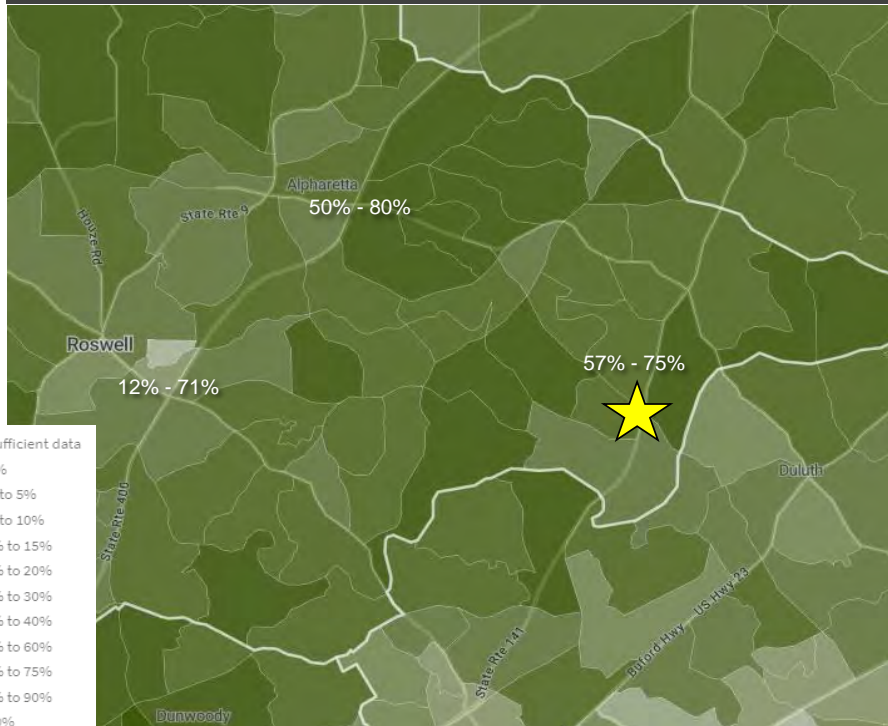 Alpharetta
50% - 80%
State Rte 9
Houze Rd
Roswell
57% - 75%
12% - 71%
Duluth
ufficient data
%
to 5%
to 10%
% to 15%
% to 20%
% to 30%
% to 40%
% to 60%
% to 75%
% to 90%
State Rte 400
State Rte 141
Buford Hwy
US Hwy 23
Dunwoody